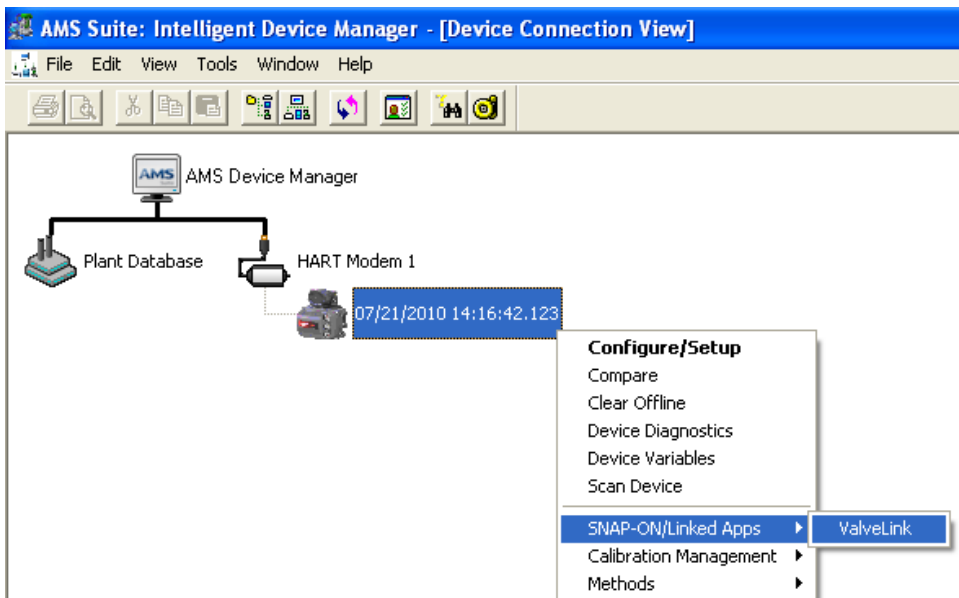 AMS Suite: Intelligent Device Manager - [Device Connection View]
File Edit View Tools Window Help
AMS AMS Device Manager
Plant Database HART Modem 1
07/21/2010 14:16:42.123
Configure/Setup
Compare
Clear Offline
Device Diagnostics
Device Variables
Scan Device
SNAP-ON/Linked Apps ValveLink
Calibration Management
Methods